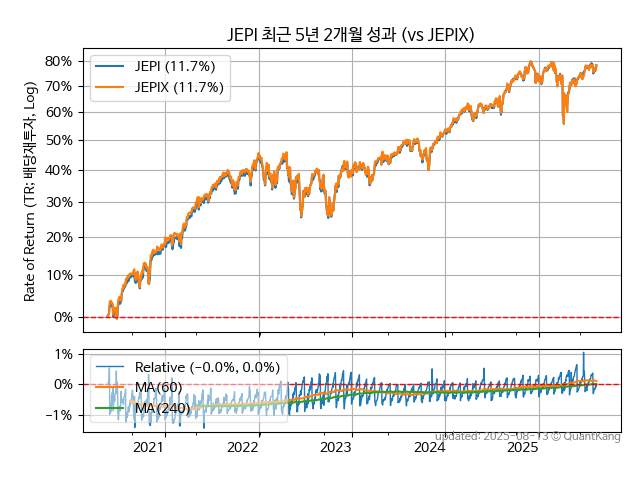 JEPI 최근 5년 2개월 성과 (vs JEPIX)
Rate of Return (TR: 배당재투자, Log)
80%
70%
60%
50%
40%
30%
20%
10%
0%
JEPI (11.7%)
JEPIX (11.7%)
1%
0%
−1%
Relative (-0.0%, 0.0%)
MA(60)
MA(240)
2021
2022
2023
2024
2025
updated: 2025-08-13 © QuantKang